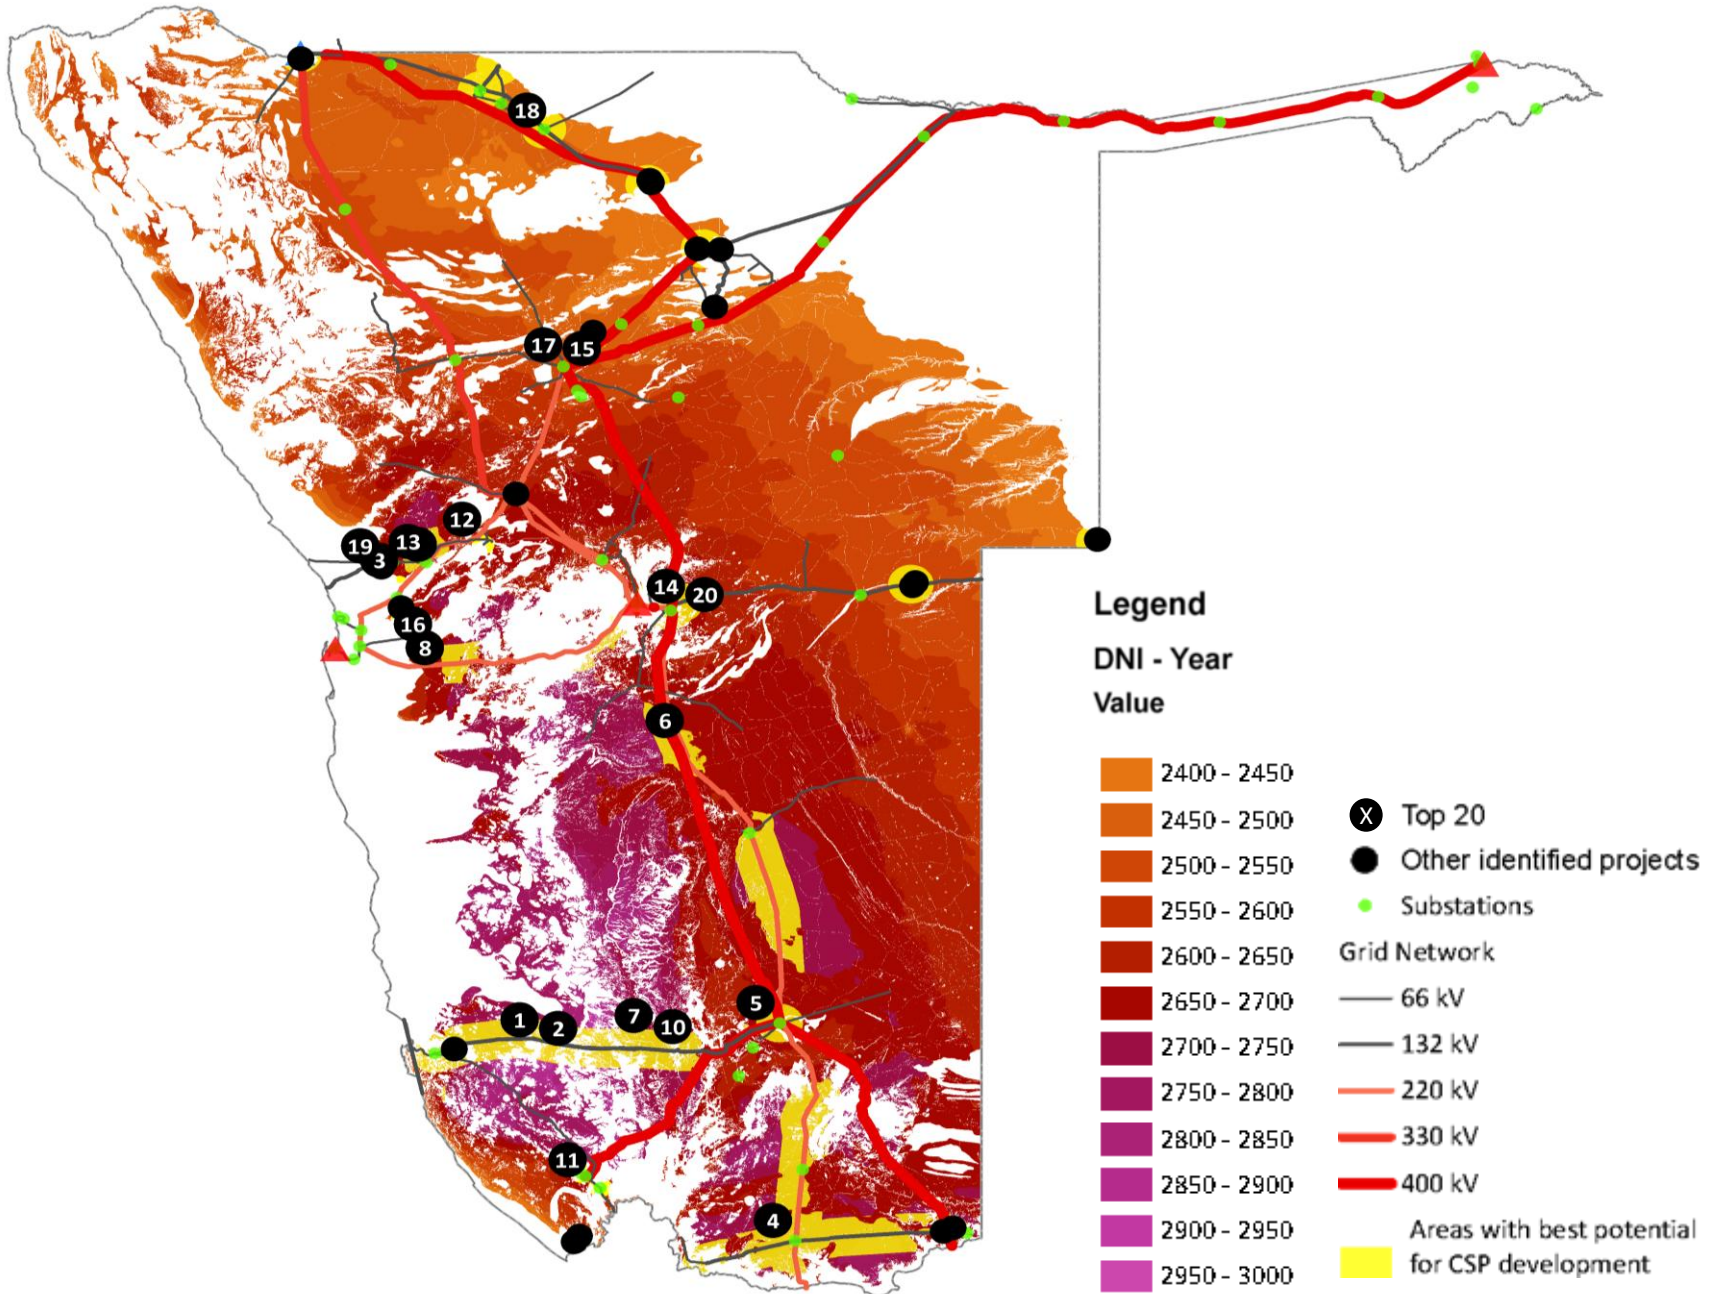 18
17
15
12
19
13
3
14
20
16
8
6
5
1
2
7
10
11
4
Legend
DNI - Year
Value
2400 - 2450
2450 - 2500
2500 - 2550
2550 - 2600
2600 - 2650
2650 - 2700
2700 - 2750
2750 - 2800
2800 - 2850
2850 - 2900
2900 - 2950
2950 - 3000
X Top 20
Other identified projects
Substations
Grid Network
66 kV
132 kV
220 kV
330 kV
400 kV
Areas with best potential
for CSP development